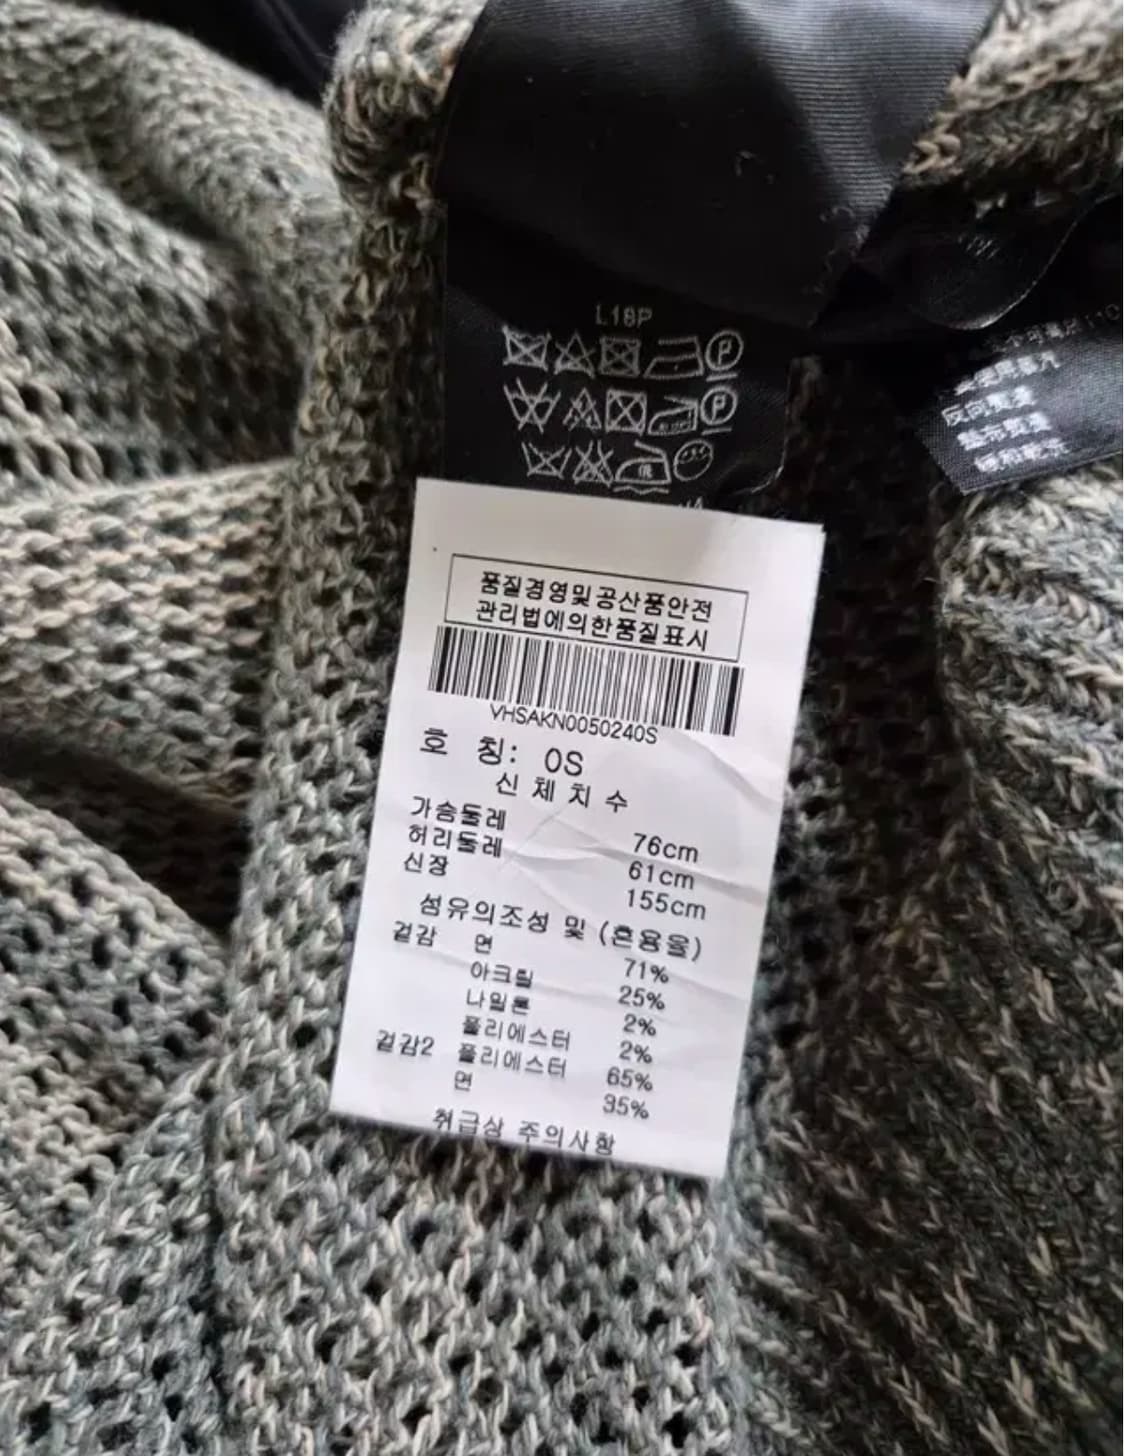 L18P
품질경영및공산품안전
관리법에의한품질표시
VHSAKN0050240S
호 칭: 0S
신 체 치 수
가슴둘레 76cm
허리둘레 61cm
신장 155cm
섬유의조성 및 (혼용율)
겉감 면 71%
아크릴 25%
나일론 2%
폴리에스터 2%
겉감2 폴리에스터 65%
면 35%
취급상 주의사항
反向覆盪